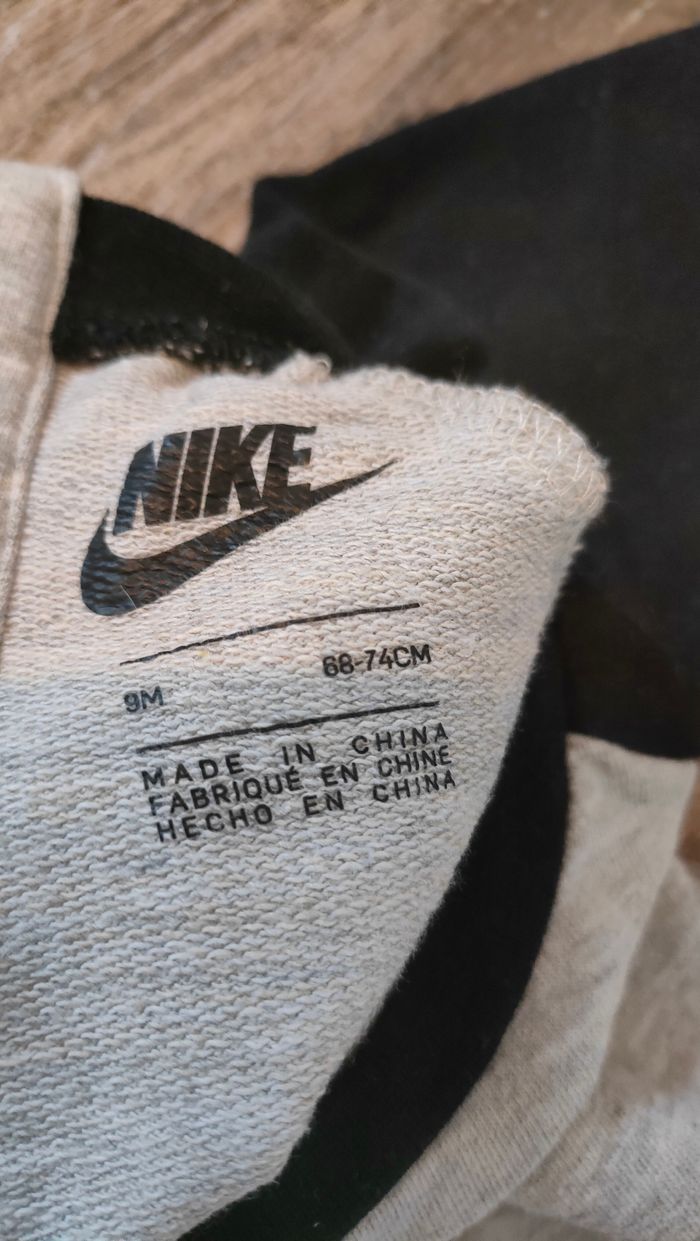 NIKE
9M 68-74CM
MADE IN CHINA
FABRIQUÉ EN CHINE
HECHO EN CHINA